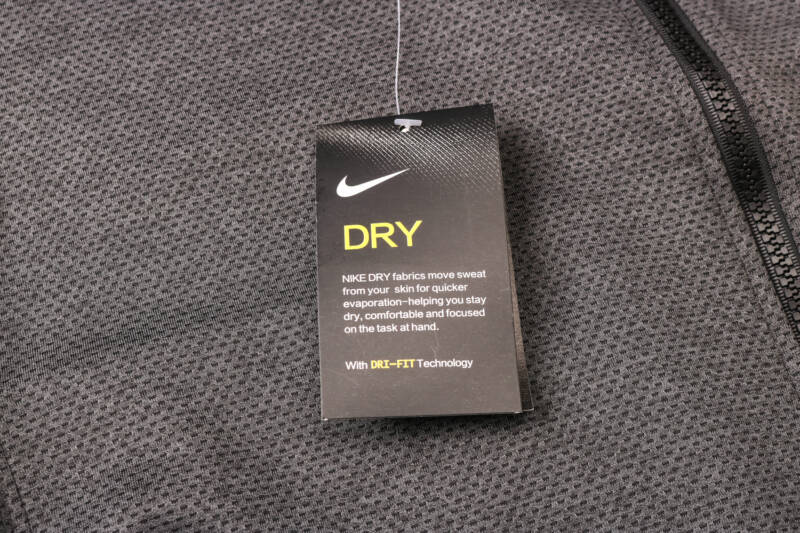 DRY
NIKE DRY fabrics move sweat
from your skin for quicker
evaporation-helping you stay
dry, comfortable and focused
on the task at hand.
With DRI-FIT Technology